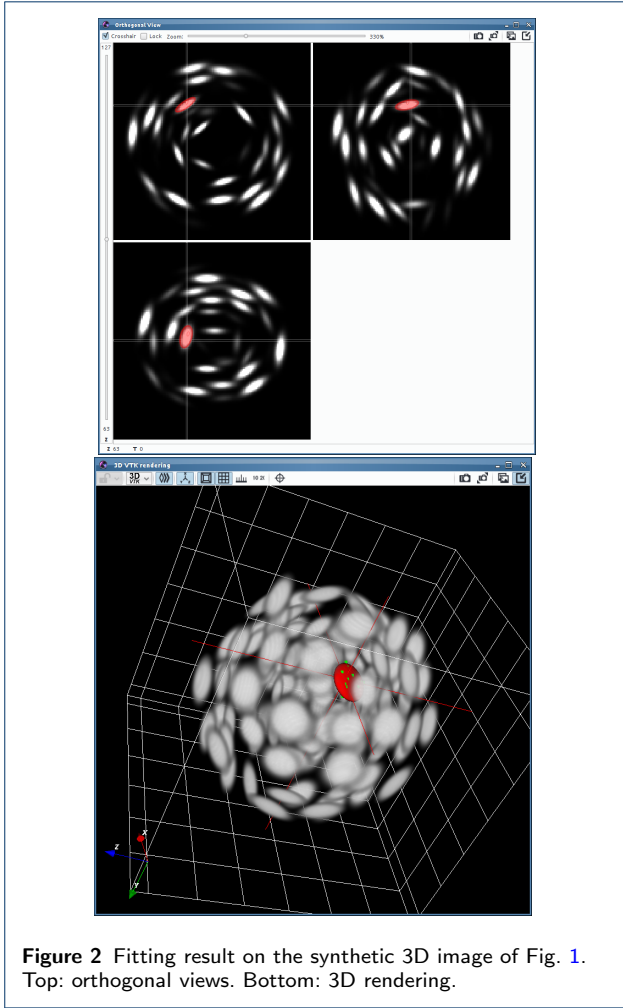 Orthogonal View
Crosshair Lock Zoom: 330%
127
63
Z
Z 63 T 0
3D VTK rendering
3D
VTK
X
Z
Y
Figure 2 Fitting result on the synthetic 3D image of Fig. 1.
Top: orthogonal views. Bottom: 3D rendering.